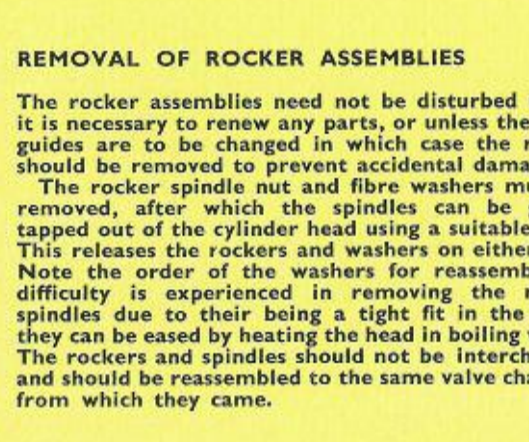 REMOVAL OF ROCKER ASSEMBLIES
The rocker assemblies need not be disturbed
it is necessary to renew any parts, or unless the
guides are to be changed in which case the
should be removed to prevent accidental dama
The rocker spindle nut and fibre washers
removed, after which the spindles can be
tapped out of the cylinder head using a suitable
This releases the rockers and washers on either
Note the order of the washers for reassemb
difficulty is experienced in removing the
spindles due to their being a tight fit in the
they can be eased by heating the head in boiling
The rockers and spindles should not be interch
and should be reassembled to the same valve cha
from which they came.